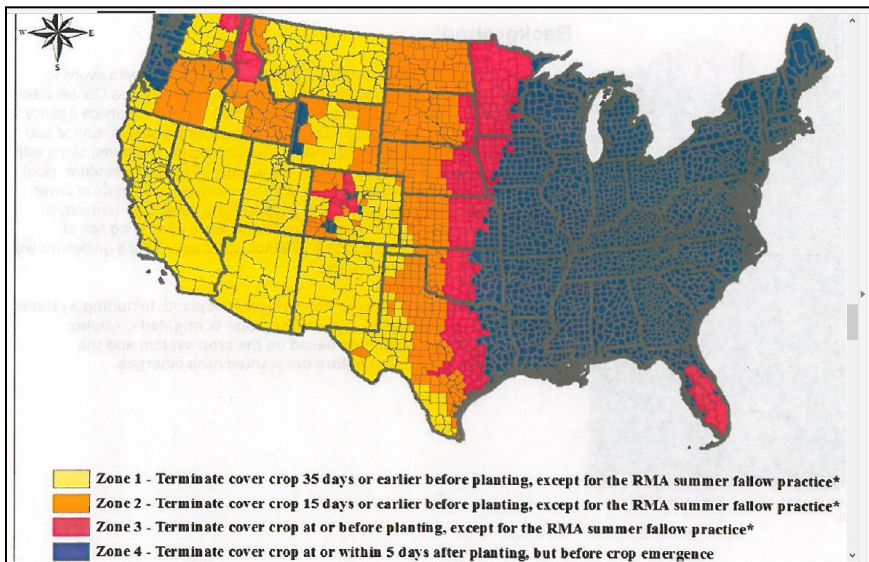 W E
S
Zone 1 - Terminate cover crop 35 days or earlier before planting, except for the RMA summer fallow practice*
Zone 2 - Terminate cover crop 15 days or earlier before planting, except for the RMA summer fallow practice*
Zone 3 - Terminate cover crop at or before planting, except for the RMA summer fallow practice*
Zone 4 - Terminate cover crop at or within 5 days after planting, but before crop emergence